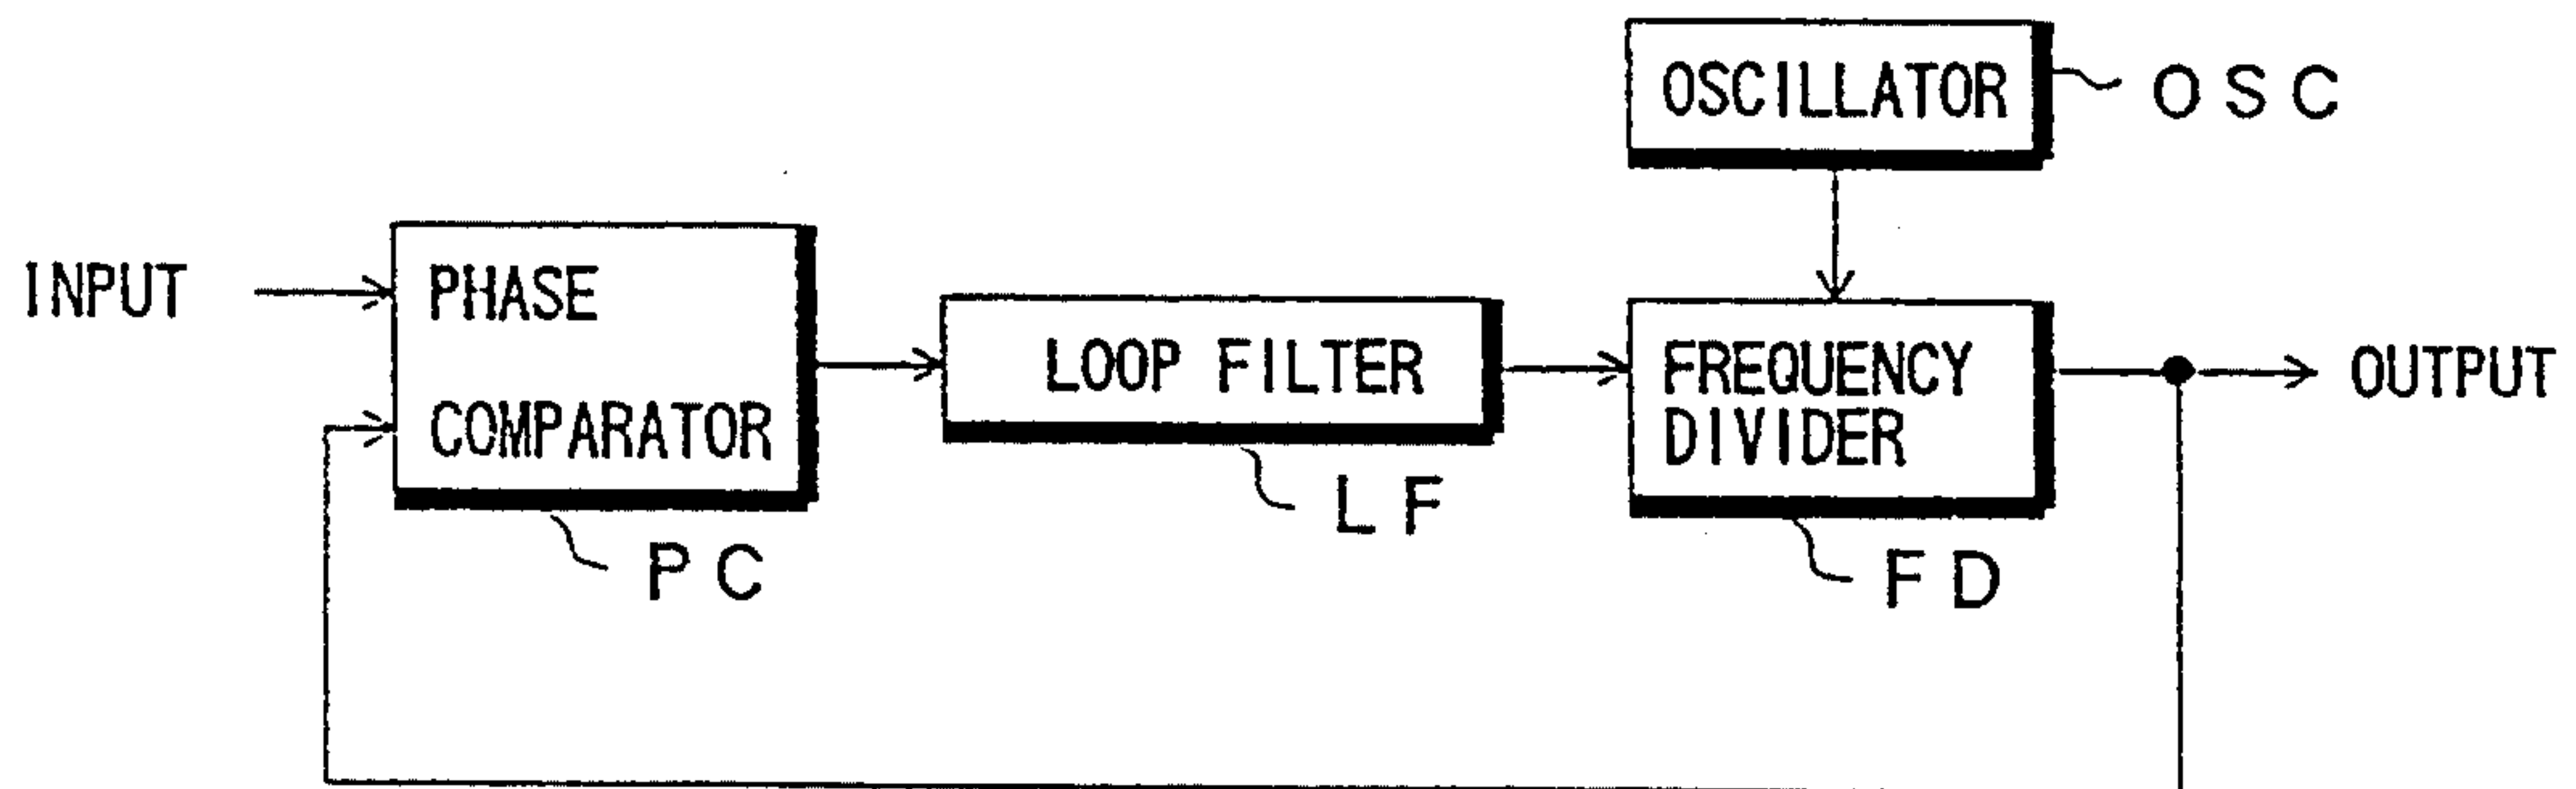 OSCILLATOR
OSC
INPUT
PHASE
COMPARATOR
PC
LOOP FILTER
LF
FREQUENCY
DIVIDER
FD
OUTPUT